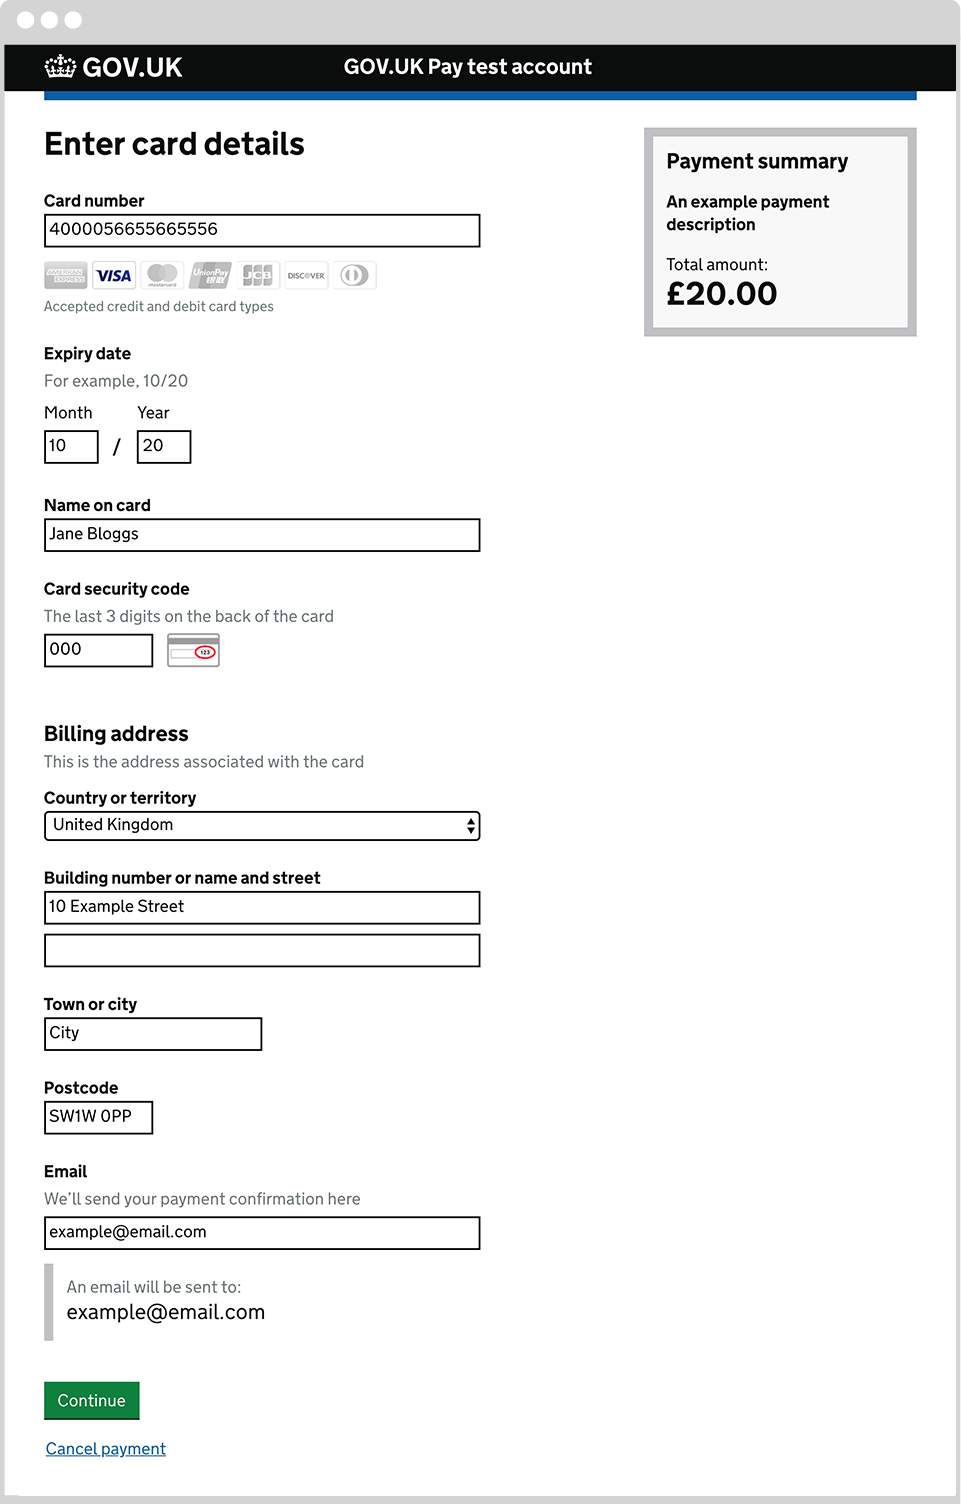 GOV.UK
GOV.UK Pay test account
Enter card details
Card number
4000056655665556
AMERICAN EXPRESS
VISA
mastercard
UnionPay
银联
JCB
DISCOVER
Accepted credit and debit card types
Expiry date
For example, 10/20
Month Year
10 / 20
Name on card
Jane Bloggs
Card security code
The last 3 digits on the back of the card
000
123
Billing address
This is the address associated with the card
Country or territory
United Kingdom
Building number or name and street
10 Example Street
Town or city
City
Postcode
SW1W 0PP
Email
We’ll send your payment confirmation here
example@email.com
An email will be sent to:
example@email.com
Continue
Cancel payment
Payment summary
An example payment
description
Total amount:
£20.00